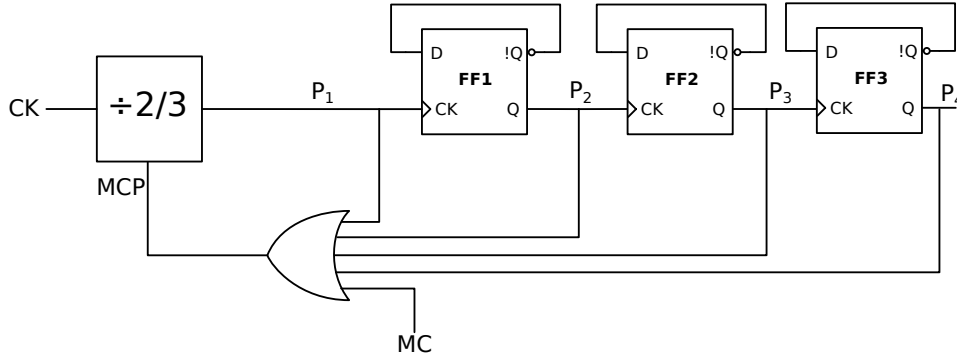 D !Q D !Q D !Q
FF1 FF2 FF3
CK ÷2/3 P₁ CK Q P₂ CK Q P₃ CK Q
MCP
MC